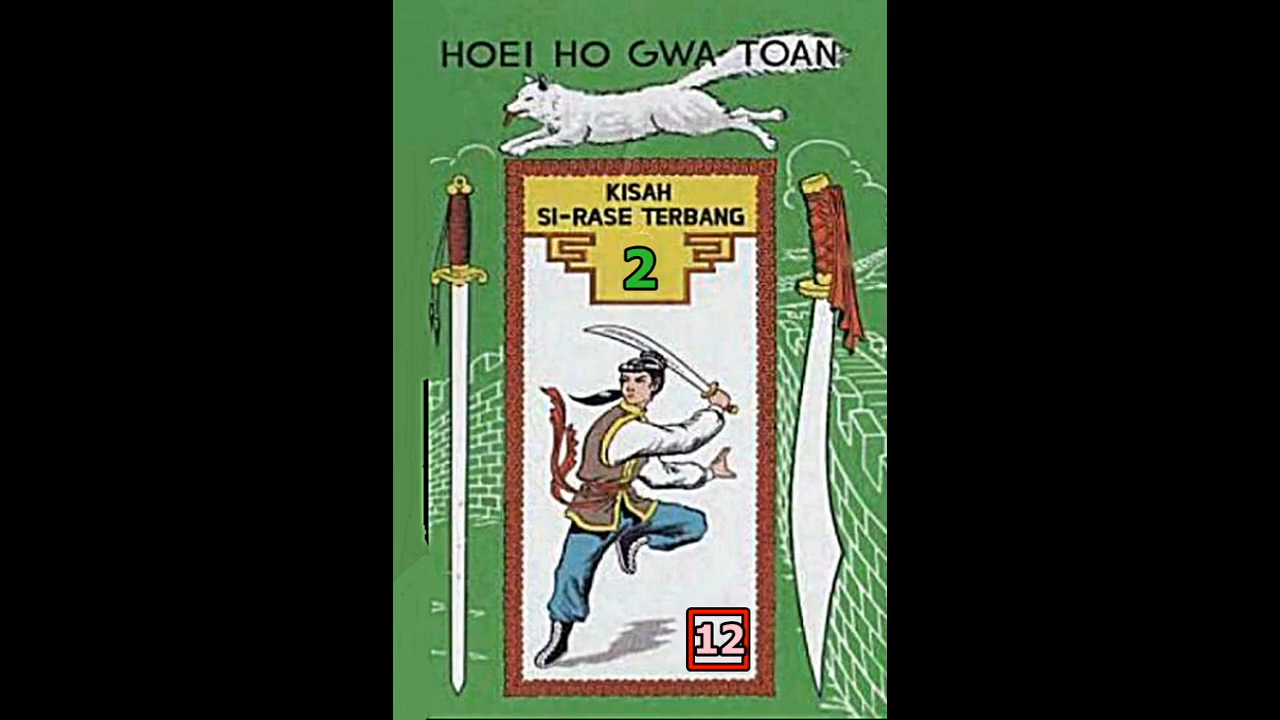 HOEI HO GWA TOAN
KISAH
SI-RASE TERBANG
2
12